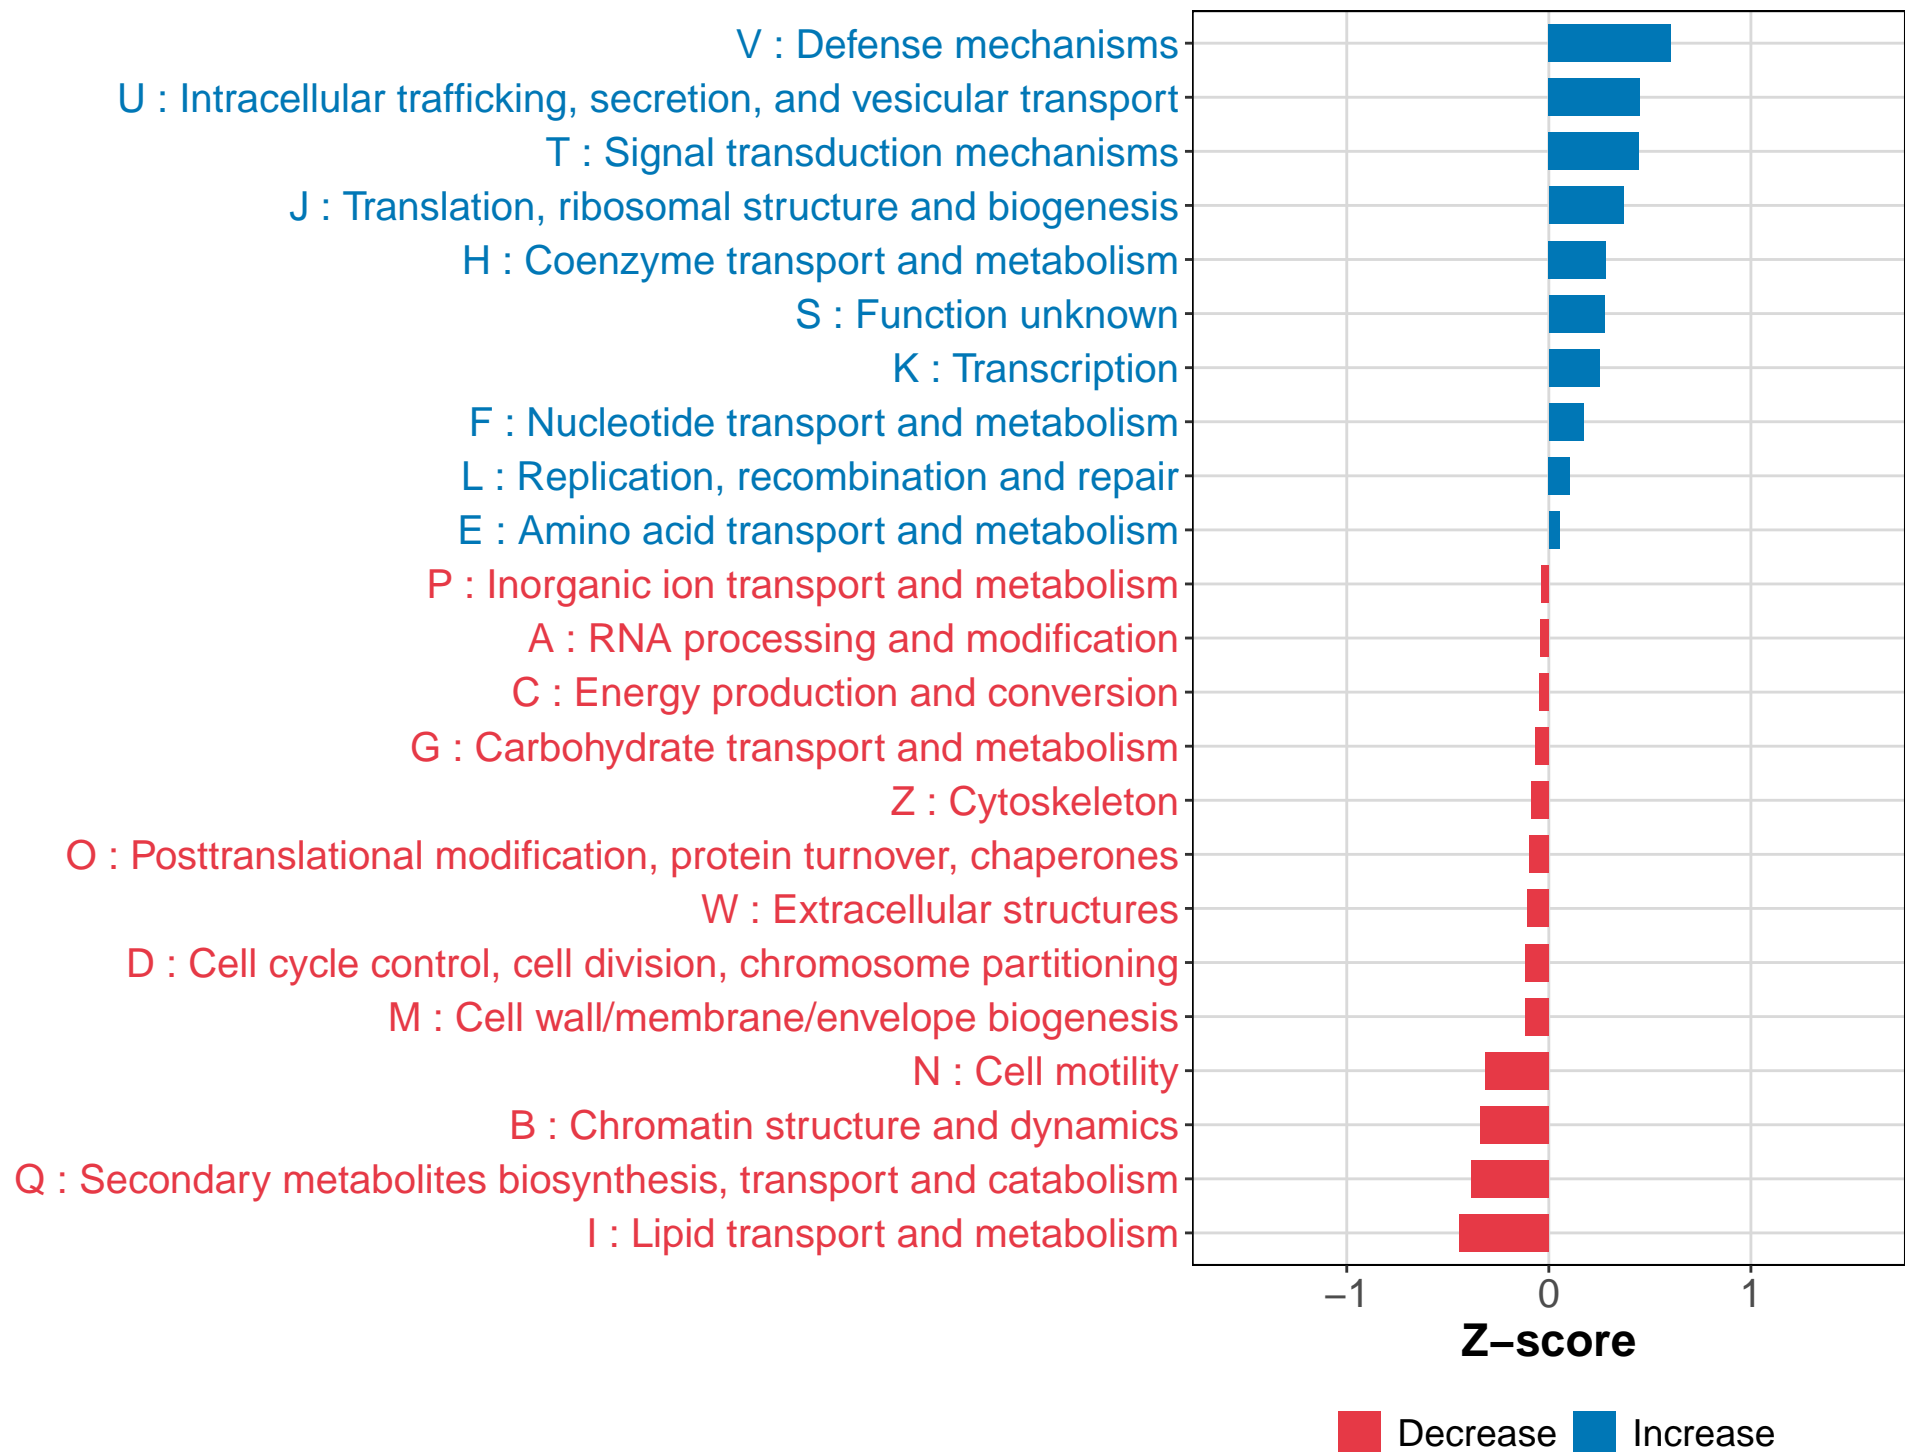 V : Defense mechanisms
U : Intracellular trafficking, secretion, and vesicular transport
T : Signal transduction mechanisms
J : Translation, ribosomal structure and biogenesis
H : Coenzyme transport and metabolism
S : Function unknown
K : Transcription
F : Nucleotide transport and metabolism
L : Replication, recombination and repair
E : Amino acid transport and metabolism
P : Inorganic ion transport and metabolism
A : RNA processing and modification
C : Energy production and conversion
G : Carbohydrate transport and metabolism
Z : Cytoskeleton
O : Posttranslational modification, protein turnover, chaperones
W : Extracellular structures
D : Cell cycle control, cell division, chromosome partitioning
M : Cell wall/membrane/envelope biogenesis
N : Cell motility
B : Chromatin structure and dynamics
Q : Secondary metabolites biosynthesis, transport and catabolism
I : Lipid transport and metabolism
−1 0 1
Z−score
Decrease Increase